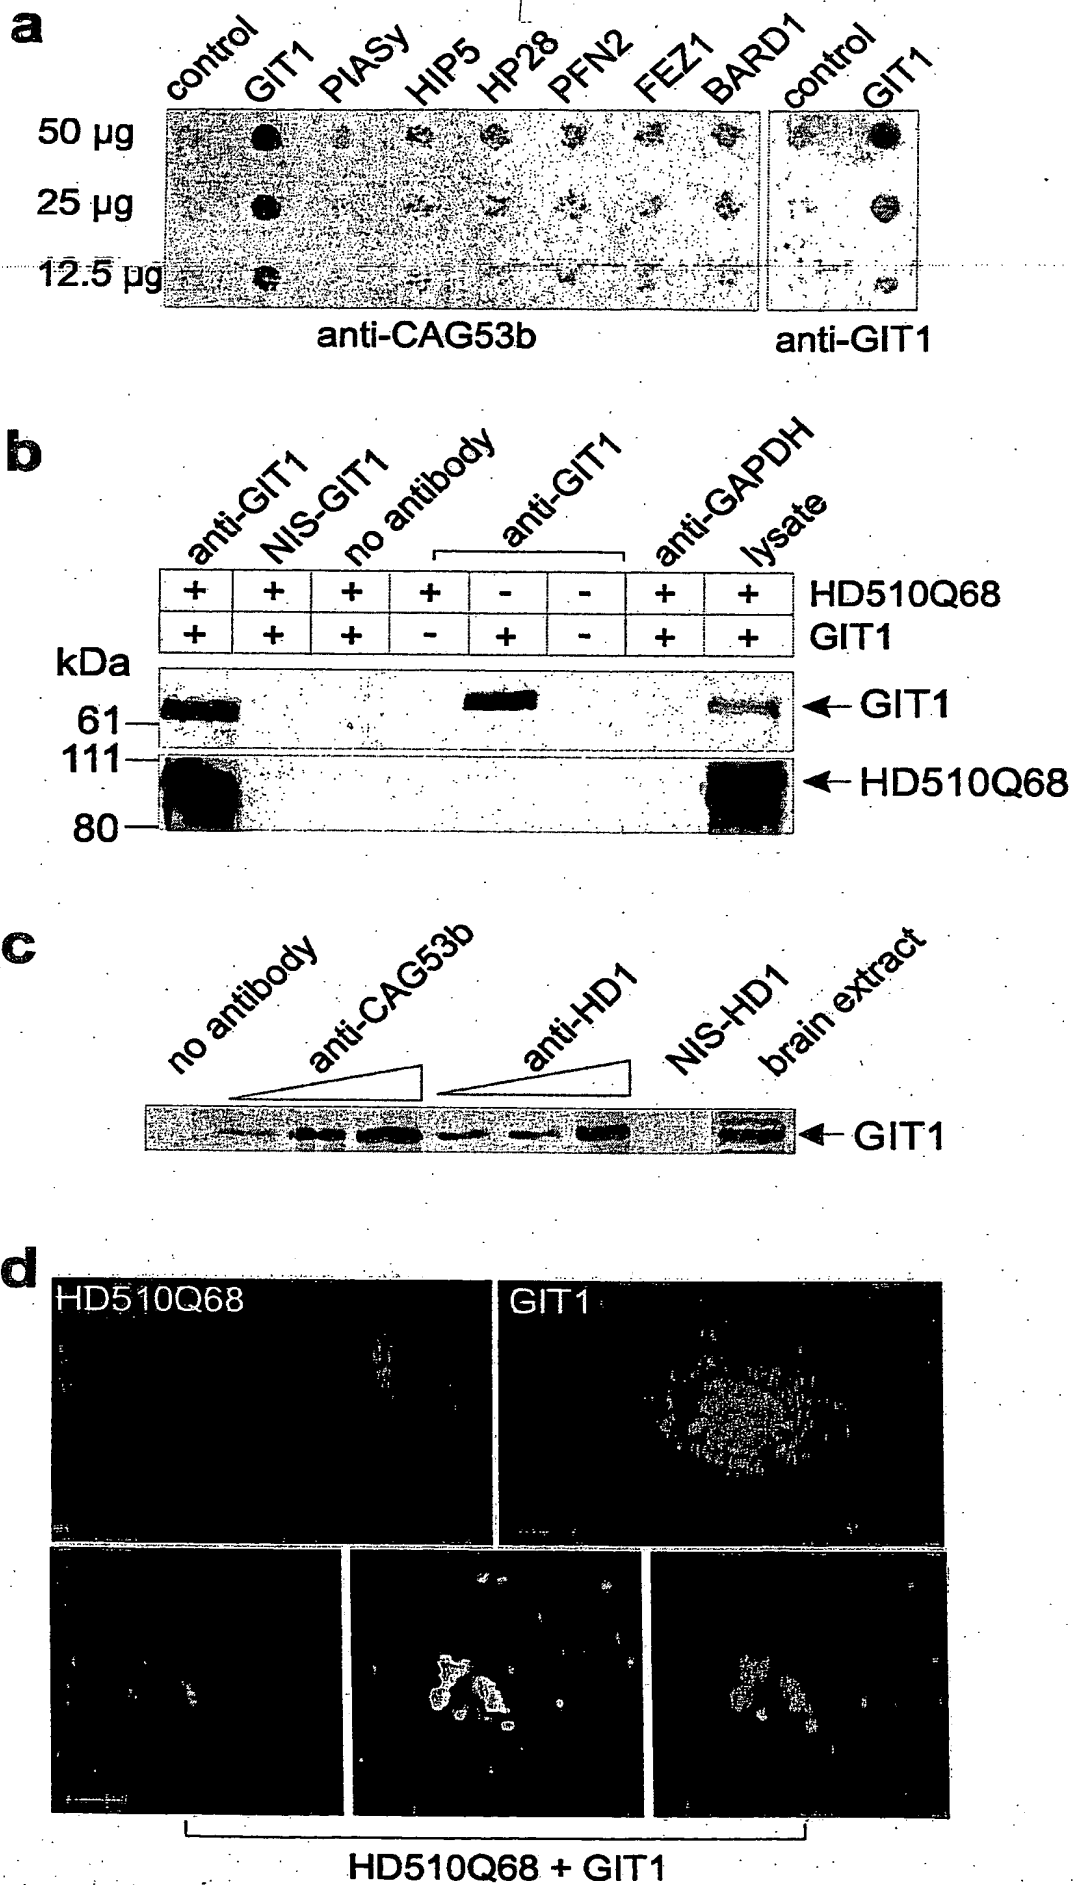 a
control GIT1 PIASy HIP5 HP28 PFN2 FEZ1 BARD1 control GIT1
50 µg
25 µg
12.5 µg
anti-CAG53b anti-GIT1
b
anti-GIT1 NIS-GIT1 no antibody anti-GIT1 anti-GAPDH lysate
+ + + + - - + + HD510Q68
+ + + - + - + + GIT1
kDa
61 GIT1
111
HD510Q68
80
c
no antibody anti-CAG53b anti-HD1 NIS-HD1 brain extract
GIT1
d
HD510Q68 GIT1
HD510Q68 + GIT1